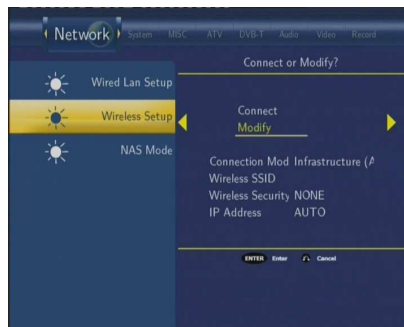 Network System MISC ATV DVB-T Audio Video Record
Connect or Modify?
Wired Lan Setup
Wireless Setup
NAS Mode
Connect
Modify
Connection Mod Infrastructure (A
Wireless SSID
Wireless Security NONE
IP Address AUTO
ENTER Enter Cancel